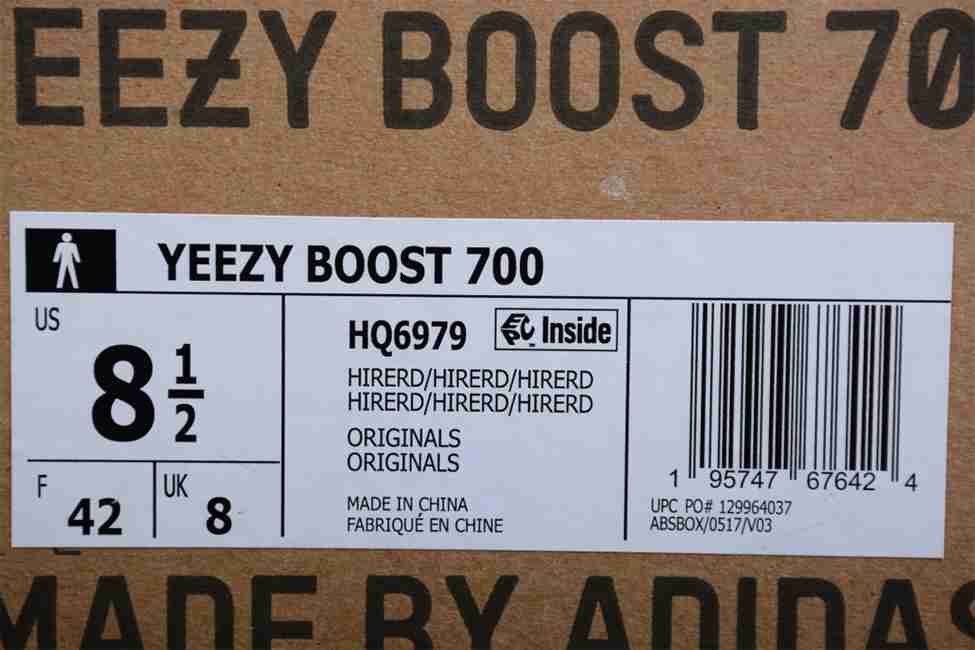 EEZY BOOST 70
YEEZY BOOST 700
US
8 1/2
F
42
UK
8
HQ6979
EPC Inside
HIRERD/HIRERD/HIRERD
HIRERD/HIRERD/HIRERD
ORIGINALS
ORIGINALS
MADE IN CHINA
FABRIQUÉ EN CHINE
1 95747 67642 4
UPC PO# 129964037
ABSBOX/0517/V03
MADE BY ADIDAS